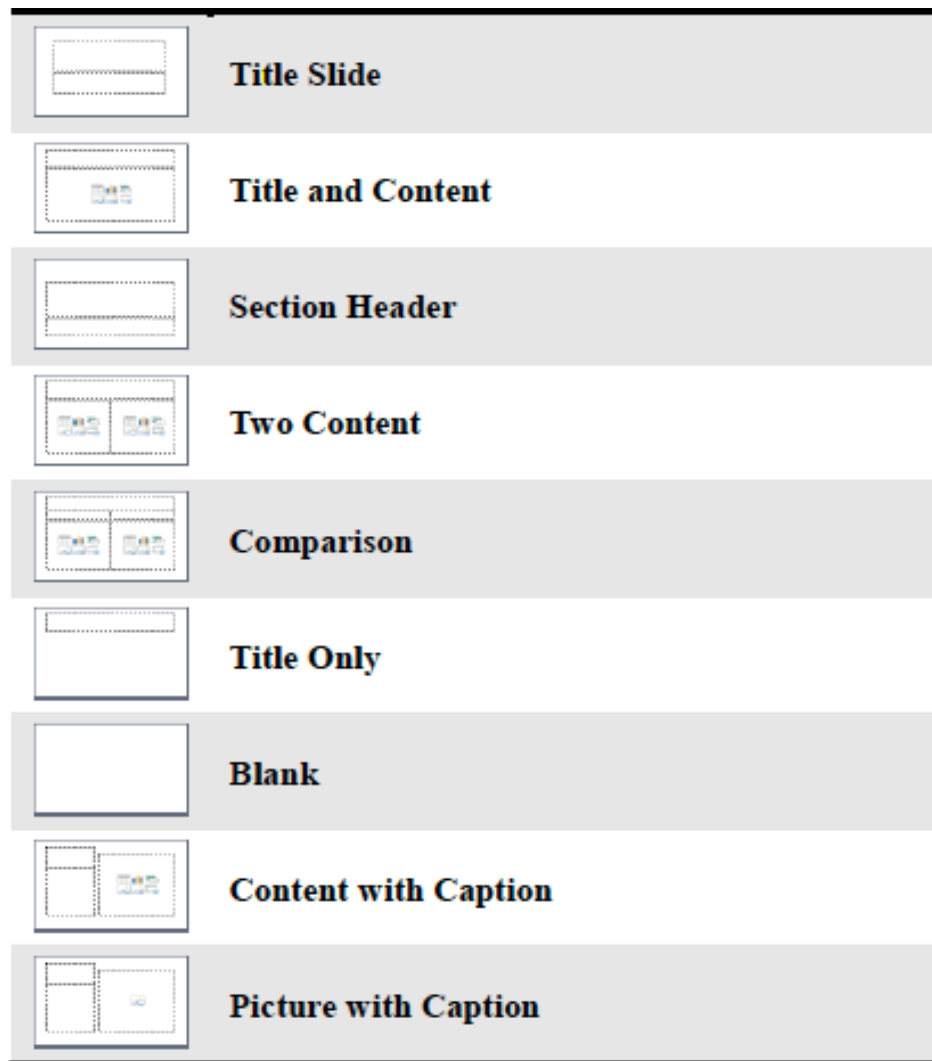 Title Slide
Title and Content
Section Header
Two Content
Comparison
Title Only
Blank
Content with Caption
Picture with Caption